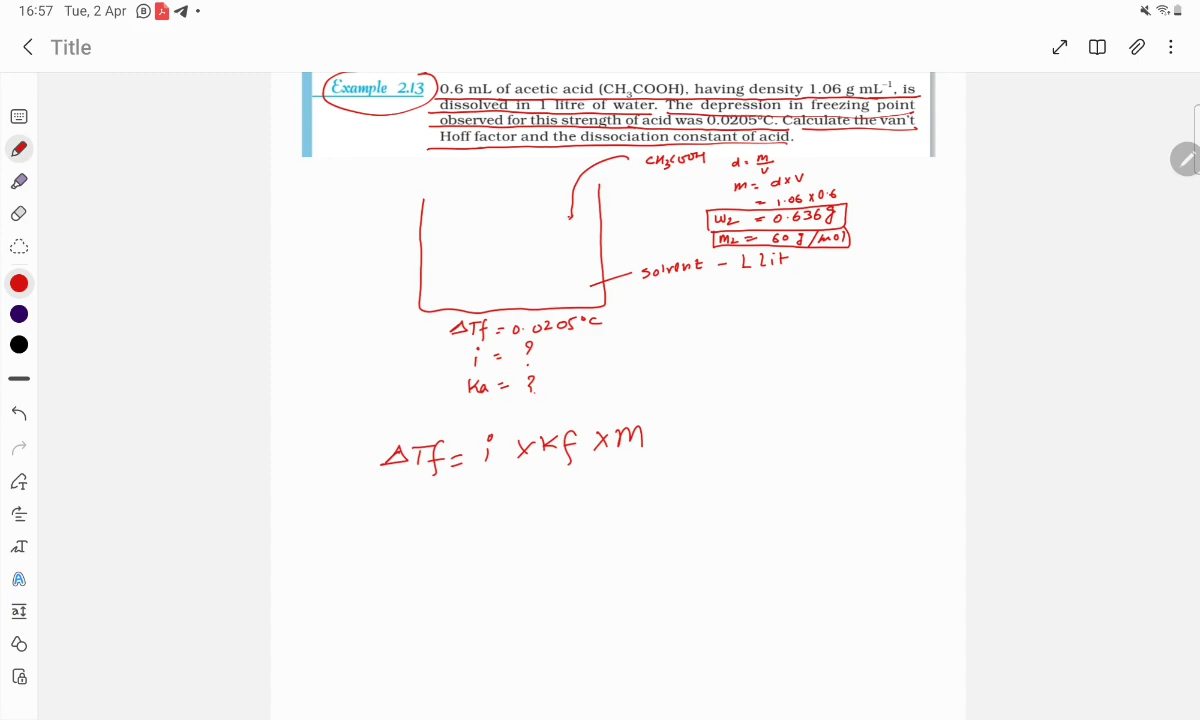 16:57 Tue, 2 Apr
Title
Example 2.13 0.6 mL of acetic acid (CH₃COOH), having density 1.06 g mL⁻¹, is
dissolved in 1 litre of water. The depression in freezing point
observed for this strength of acid was 0.0205°C. Calculate the van't
Hoff factor and the dissociation constant of acid.
CH3COOH
d = m/v
m = d x v
= 1.06 x 0.6
w2 = 0.636 g
m2 = 60 g/mol
solvent - 1 lit
ΔTf = 0.0205°C
i = ?
Ka = ?
ΔTf = i x Kf x m